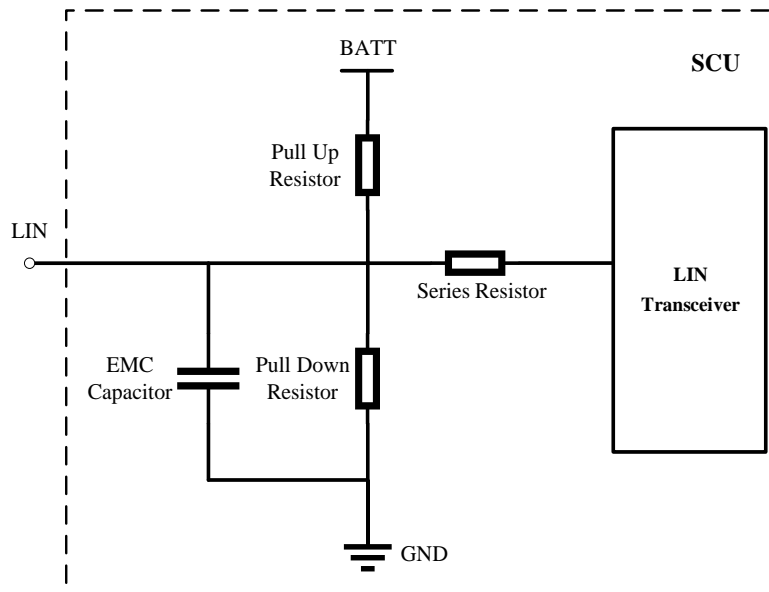 BATT
SCU
Pull Up
Resistor
LIN
Series Resistor
LIN
Transceiver
EMC
Capacitor
Pull Down
Resistor
GND